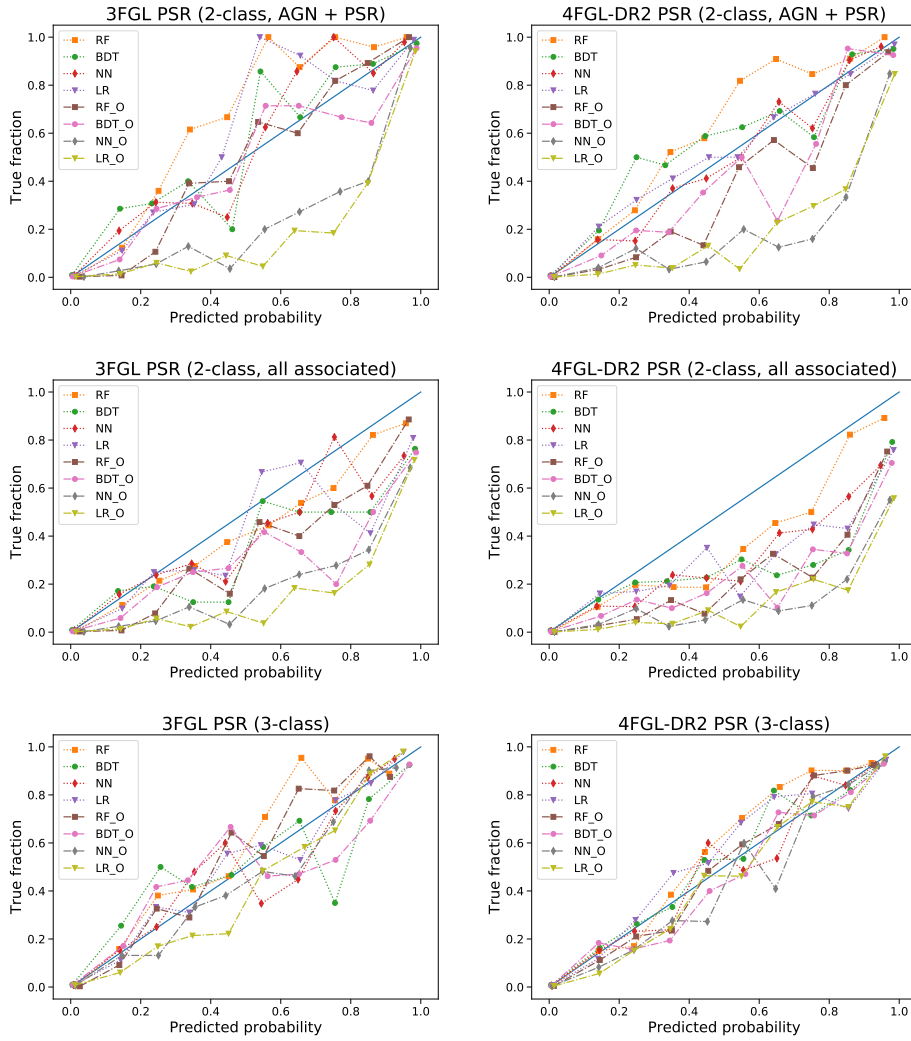 3FGL PSR (2-class, AGN + PSR)
1.0
0.8
0.6
0.4
0.2
0.0
True fraction
RF
BDT
NN
LR
RF_O
BDT_O
NN_O
LR_O
0.0 0.2 0.4 0.6 0.8 1.0
Predicted probability
4FGL-DR2 PSR (2-class, AGN + PSR)
1.0
0.8
0.6
0.4
0.2
0.0
True fraction
RF
BDT
NN
LR
RF_O
BDT_O
NN_O
LR_O
0.0 0.2 0.4 0.6 0.8 1.0
Predicted probability
3FGL PSR (2-class, all associated)
1.0
0.8
0.6
0.4
0.2
0.0
True fraction
RF
BDT
NN
LR
RF_O
BDT_O
NN_O
LR_O
0.0 0.2 0.4 0.6 0.8 1.0
Predicted probability
4FGL-DR2 PSR (2-class, all associated)
1.0
0.8
0.6
0.4
0.2
0.0
True fraction
RF
BDT
NN
LR
RF_O
BDT_O
NN_O
LR_O
0.0 0.2 0.4 0.6 0.8 1.0
Predicted probability
3FGL PSR (3-class)
1.0
0.8
0.6
0.4
0.2
0.0
True fraction
RF
BDT
NN
LR
RF_O
BDT_O
NN_O
LR_O
0.0 0.2 0.4 0.6 0.8 1.0
Predicted probability
4FGL-DR2 PSR (3-class)
1.0
0.8
0.6
0.4
0.2
0.0
True fraction
RF
BDT
NN
LR
RF_O
BDT_O
NN_O
LR_O
0.0 0.2 0.4 0.6 0.8 1.0
Predicted probability